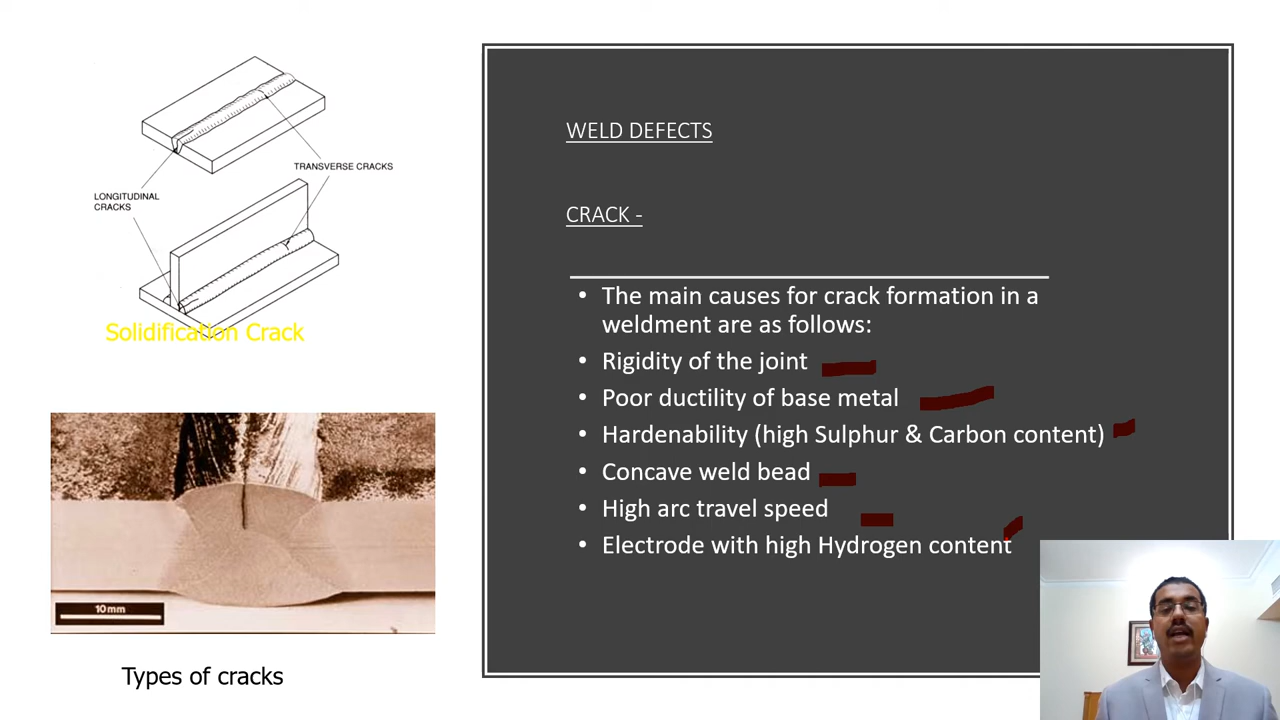 TRANSVERSE CRACKS
LONGITUDINAL
CRACKS
Solidification Crack
10mm
Types of cracks
WELD DEFECTS
CRACK -
• The main causes for crack formation in a
weldment are as follows:
• Rigidity of the joint
• Poor ductility of base metal
• Hardenability (high Sulphur & Carbon content)
• Concave weld bead
• High arc travel speed
• Electrode with high Hydrogen content